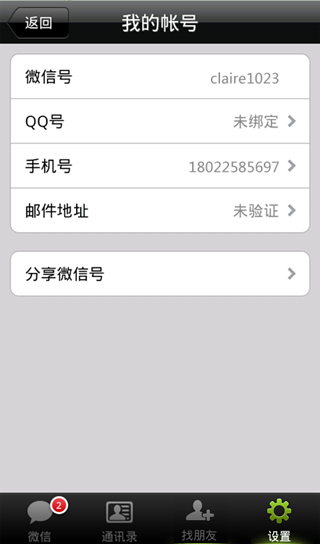 返回
我的帐号
微信号 claire1023
QQ号 未绑定
手机号 18022585697
邮件地址 未验证
分享微信号
2
微信 通讯录 找朋友 设置